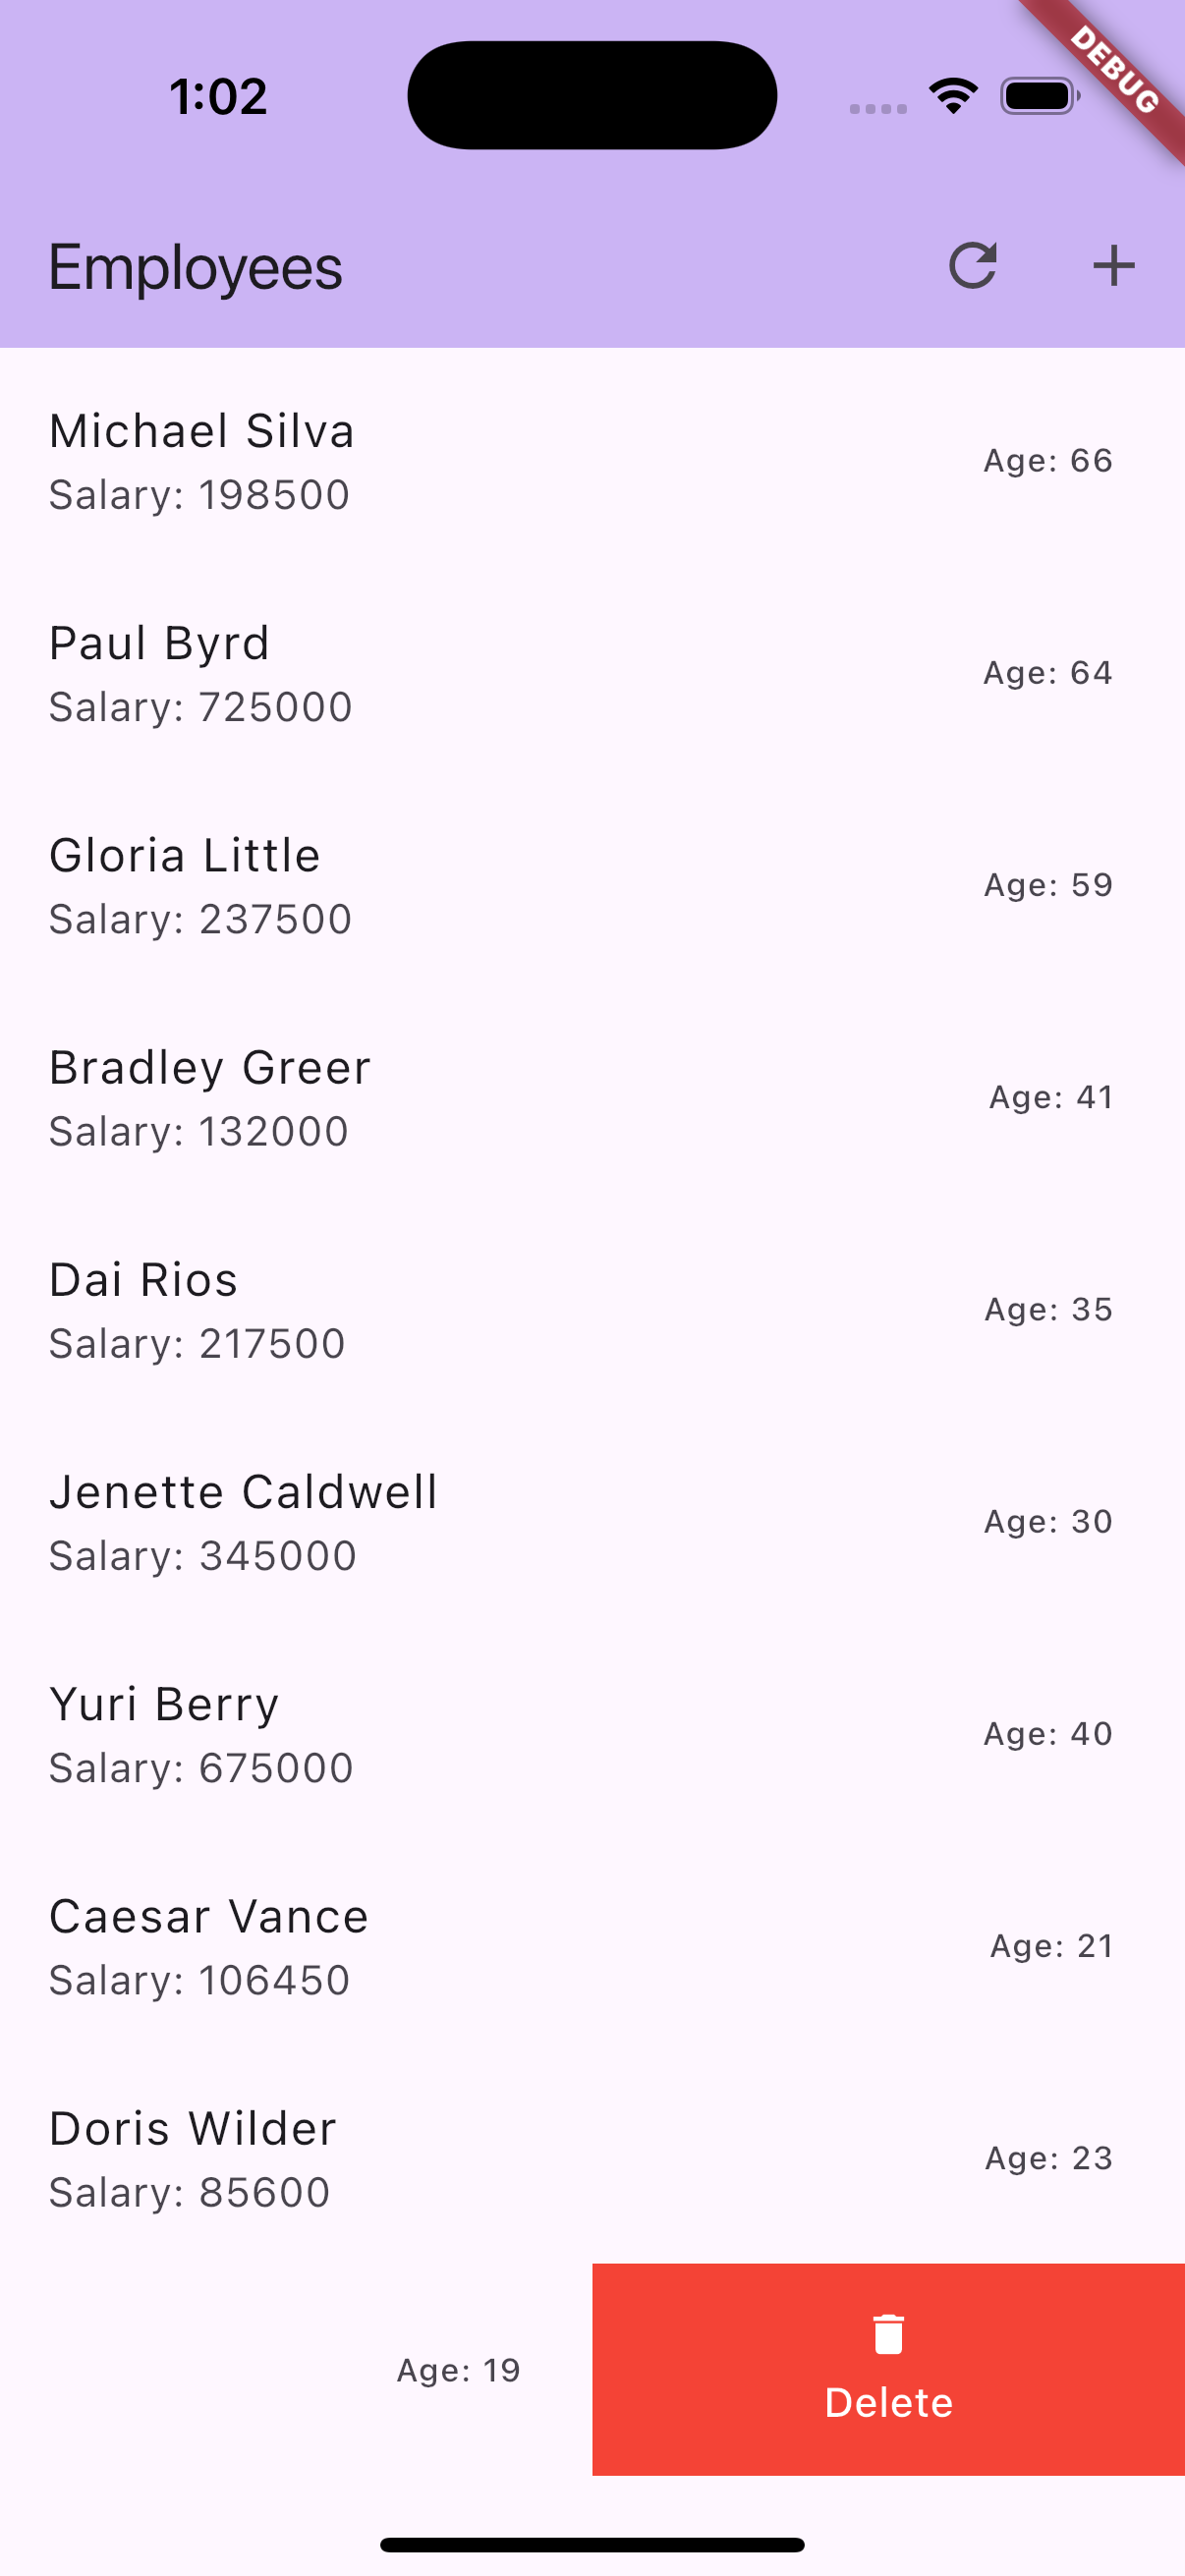 1:02
DEBUG
Employees
Michael Silva
Salary: 198500
Age: 66
Paul Byrd
Salary: 725000
Age: 64
Gloria Little
Salary: 237500
Age: 59
Bradley Greer
Salary: 132000
Age: 41
Dai Rios
Salary: 217500
Age: 35
Jenette Caldwell
Salary: 345000
Age: 30
Yuri Berry
Salary: 675000
Age: 40
Caesar Vance
Salary: 106450
Age: 21
Doris Wilder
Salary: 85600
Age: 23
Age: 19
Delete